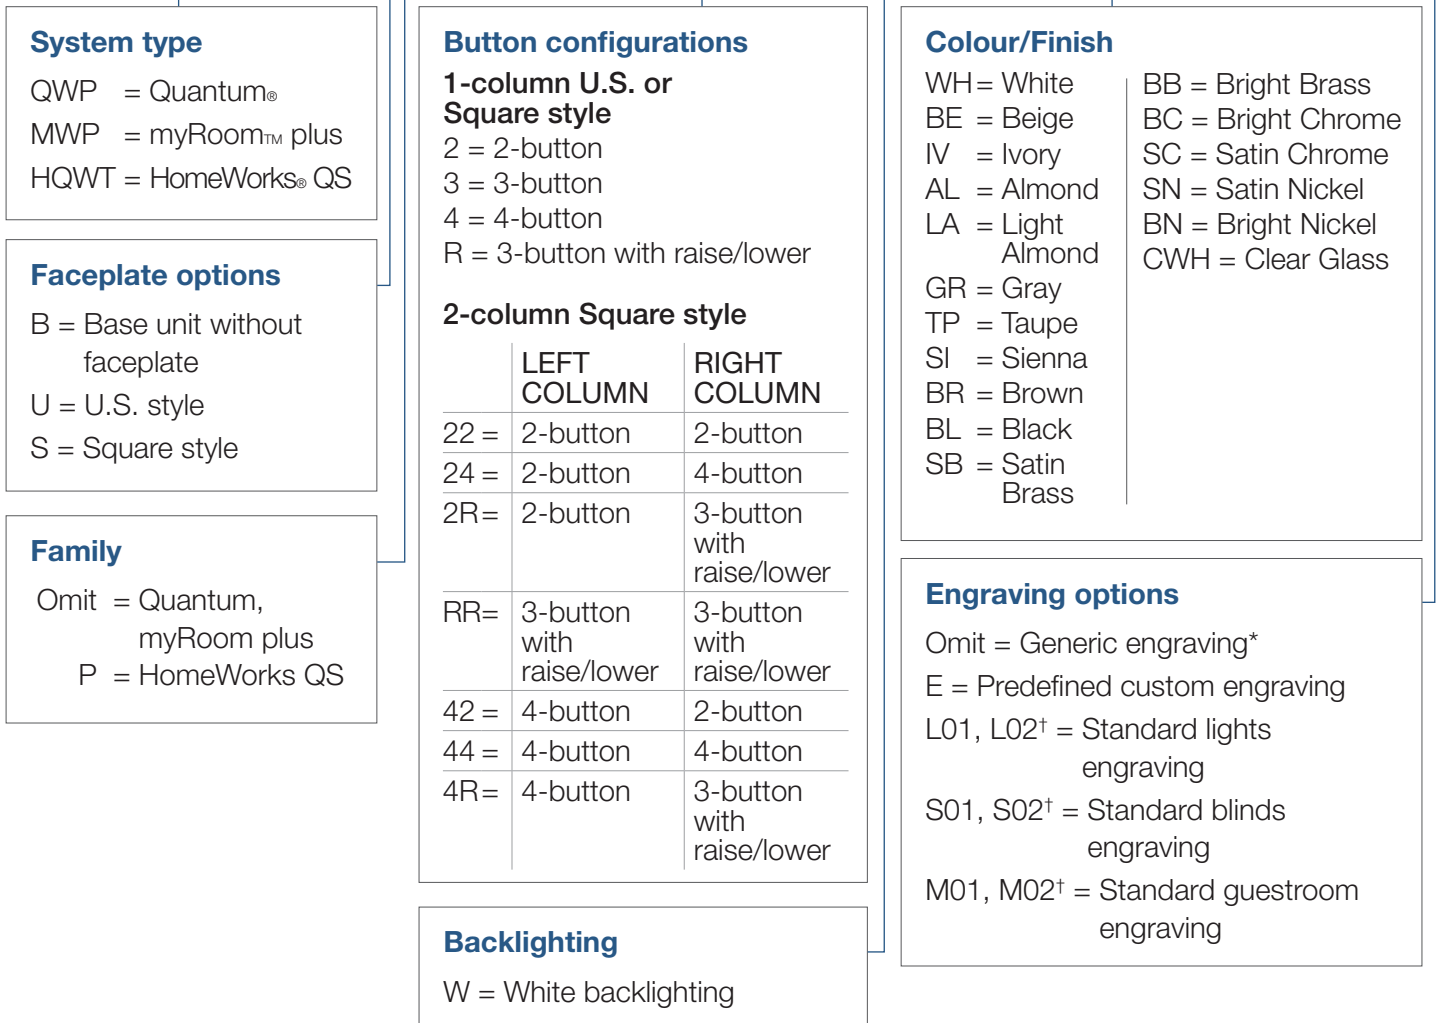 System type
QWP = Quantum®
MWP = myRoom™ plus
HQWT = HomeWorks® QS
Faceplate options
B = Base unit without
faceplate
U = U.S. style
S = Square style
Family
Omit = Quantum,
myRoom plus
P = HomeWorks QS
Button configurations
1-column U.S. or
Square style
2 = 2-button
3 = 3-button
4 = 4-button
R = 3-button with raise/lower
2-column Square style
LEFT COLUMN RIGHT COLUMN
22 = 2-button 2-button
24 = 2-button 4-button
2R= 2-button 3-button
with
raise/lower
RR= 3-button 3-button
with with
raise/lower raise/lower
42 = 4-button 2-button
44 = 4-button 4-button
4R= 4-button 3-button
with
raise/lower
Backlighting
W = White backlighting
Colour/Finish
WH = White
BE = Beige
IV = Ivory
AL = Almond
LA = Light
Almond
GR = Gray
TP = Taupe
SI = Sienna
BR = Brown
BL = Black
SB = Satin
Brass
BB = Bright Brass
BC = Bright Chrome
SC = Satin Chrome
SN = Satin Nickel
BN = Bright Nickel
CWH = Clear Glass
Engraving options
Omit = Generic engraving*
E = Predefined custom engraving
L01, L02† = Standard lights
engraving
S01, S02† = Standard blinds
engraving
M01, M02† = Standard guestroom
engraving